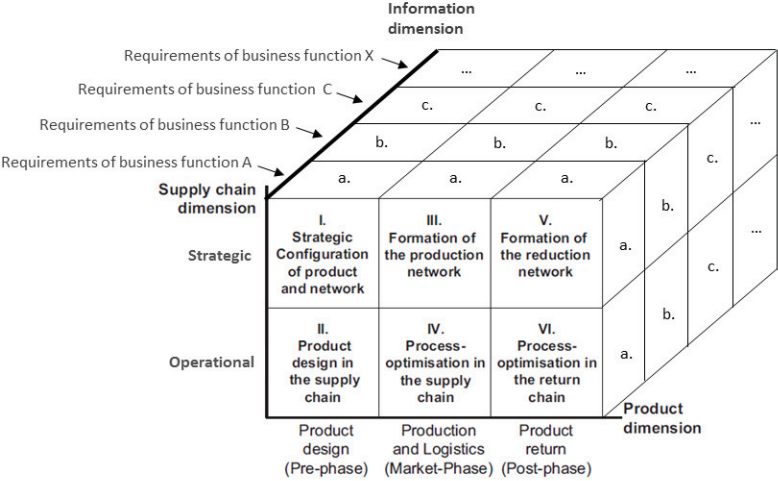 Information
dimension
Requirements of business function X
... ... ...
Requirements of business function  C
c. c. c. ...
Requirements of business function B
b. b. b. c.
Requirements of business function A
a. a. a. b.
Supply chain
dimension
a.
Strategic
I.
Strategic
Configuration
of product
and network
III.
Formation of
the production
network
V.
Formation of
the reduction
network
...
c.
b.
a.
Operational
II.
Product
design in
the supply
chain
IV.
Process-
optimisation in
the supply
chain
VI.
Process-
optimisation in
the return
chain
Product
dimension
Product
design
(Pre-phase)
Production
and Logistics
(Market-Phase)
Product
return
(Post-phase)